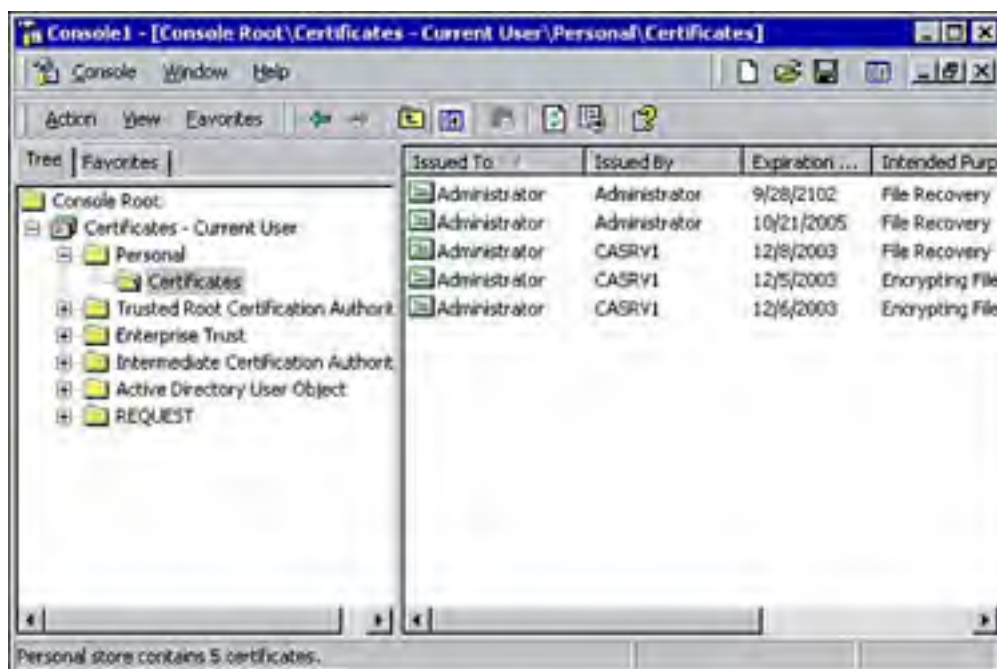 Console1 - [Console Root\Certificates - Current User\Personal\Certificates]
Console Window Help
Action View Favorites
Tree Favorites
Console Root
Certificates - Current User
Personal
Certificates
Trusted Root Certification Authorit
Enterprise Trust
Intermediate Certification Authorit
Active Directory User Object
REQUEST
Issued To Issued By Expiration ... Intended Purp
Administrator Administrator 9/28/2102 File Recovery
Administrator Administrator 10/21/2005 File Recovery
Administrator CASRV1 12/8/2003 File Recovery
Administrator CASRV1 12/5/2003 Encrypting File
Administrator CASRV1 12/6/2003 Encrypting File
Personal store contains 5 certificates.